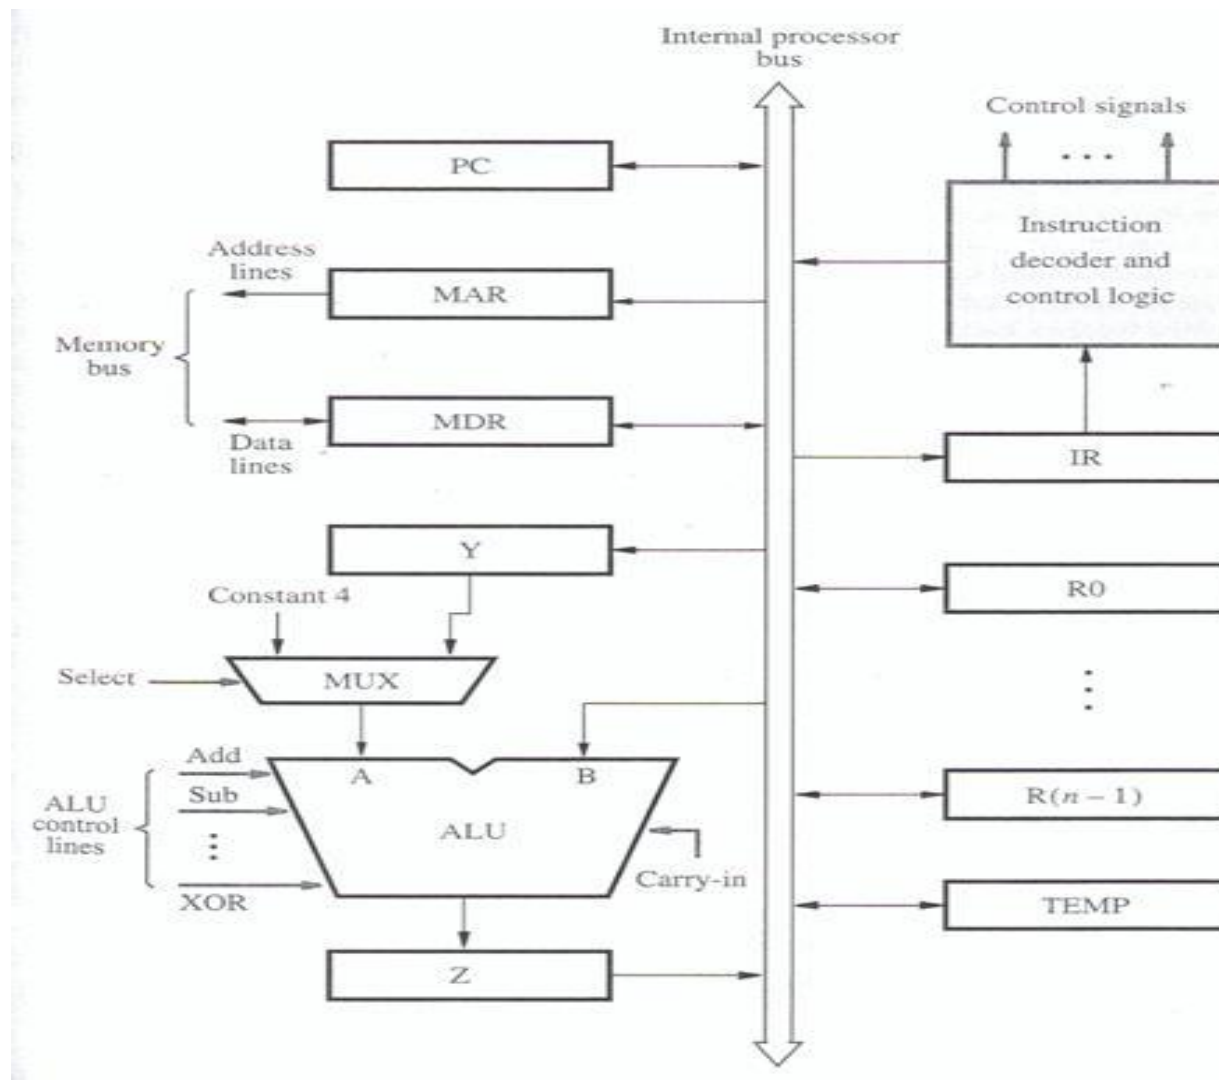 Internal processor
bus
Control signals
PC
Instruction
decoder and
control logic
Address
lines
MAR
Memory
bus
MDR
Data
lines
IR
Y
Constant 4
R0
Select
MUX
Add
A
B
Sub
ALU
control
lines
ALU
R(n − 1)
Carry-in
XOR
TEMP
Z